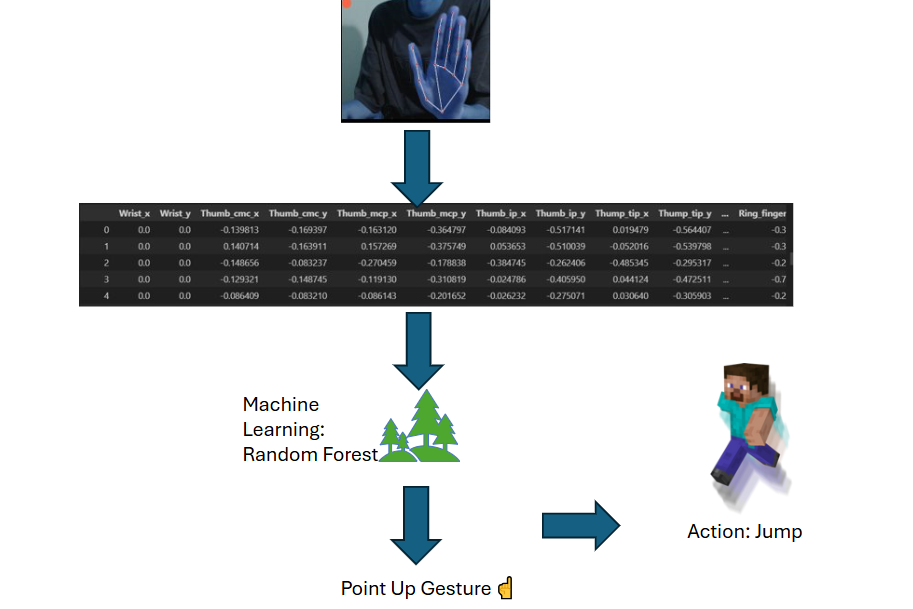 Wrist_x Wrist_y Thumb_cmc_x Thumb_cmc_y Thumb_mcp_x Thumb_mcp_y Thumb_ip_x Thumb_ip_y Thump_tip_x Thump_tip_y ... Ring_finger
0 0.0 0.0 -0.139813 -0.169397 -0.163120 -0.364797 -0.084093 -0.517141 0.019479 -0.564407 ... -0.3
1 0.0 0.0 0.140714 -0.163911 0.157269 -0.375749 0.053653 -0.510039 -0.052016 -0.539798 ... -0.3
2 0.0 0.0 -0.148656 -0.083237 -0.270459 -0.178838 -0.384745 -0.262406 -0.485345 -0.295317 ... -0.2
3 0.0 0.0 -0.129321 -0.148745 -0.119130 -0.310819 -0.024786 -0.405950 0.044124 -0.472511 ... -0.7
4 0.0 0.0 -0.086409 -0.083210 -0.086143 -0.201652 -0.026232 -0.275071 0.030640 -0.305903 ... -0.2
Machine
Learning:
Random Forest
Action: Jump
Point Up Gesture ☝